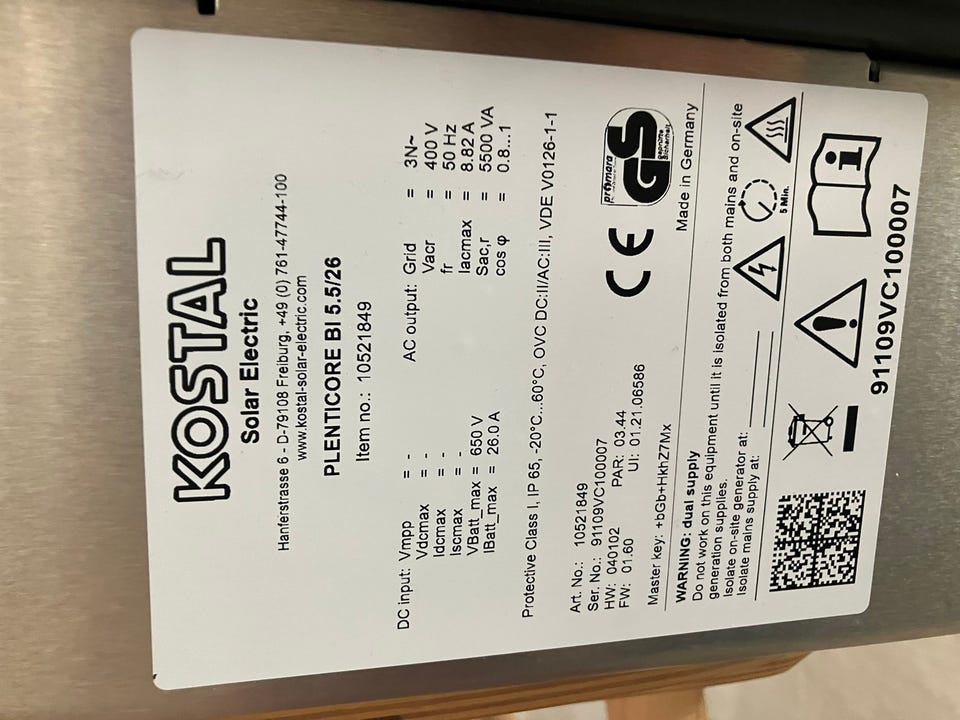 KOSTAL
Solar Electric
Hanferstrasse 6 - D-79108 Freiburg, +49 (0) 761-47744-100
www.kostal-solar-electric.com
PLENTICORE BI 5.5/26
Item no.: 10521849
DC input: Vmpp = -
Vdcmax = -
Idcmax = -
Iscmax = -
VBatt_max = 650 V
IBatt_max = 26.0 A
AC output: Grid = 3N~
Vacr = 400 V
fr = 50 Hz
Iacmax = 8.82 A
Sac,r = 5500 VA
cos φ = 0.8...1
Protective Class I, IP 65, -20°C...60°C, OVC DC:II/AC:III, VDE V0126-1-1
Art. No.: 10521849
Ser. No.: 91109VC100007
HW: 040102 PAR: 03.44
FW: 01.60 UI: 01.21.06586
Master key: +bGb+HkhZ7Mx
CE
GS
geprüfte
Sicherheit
Made in Germany
WARNING: dual supply
Do not work on this equipment until it is isolated from both mains and on-site
generation supplies.
Isolate on-site generator at:
Isolate mains supply at:
5 Min.
i
91109VC100007